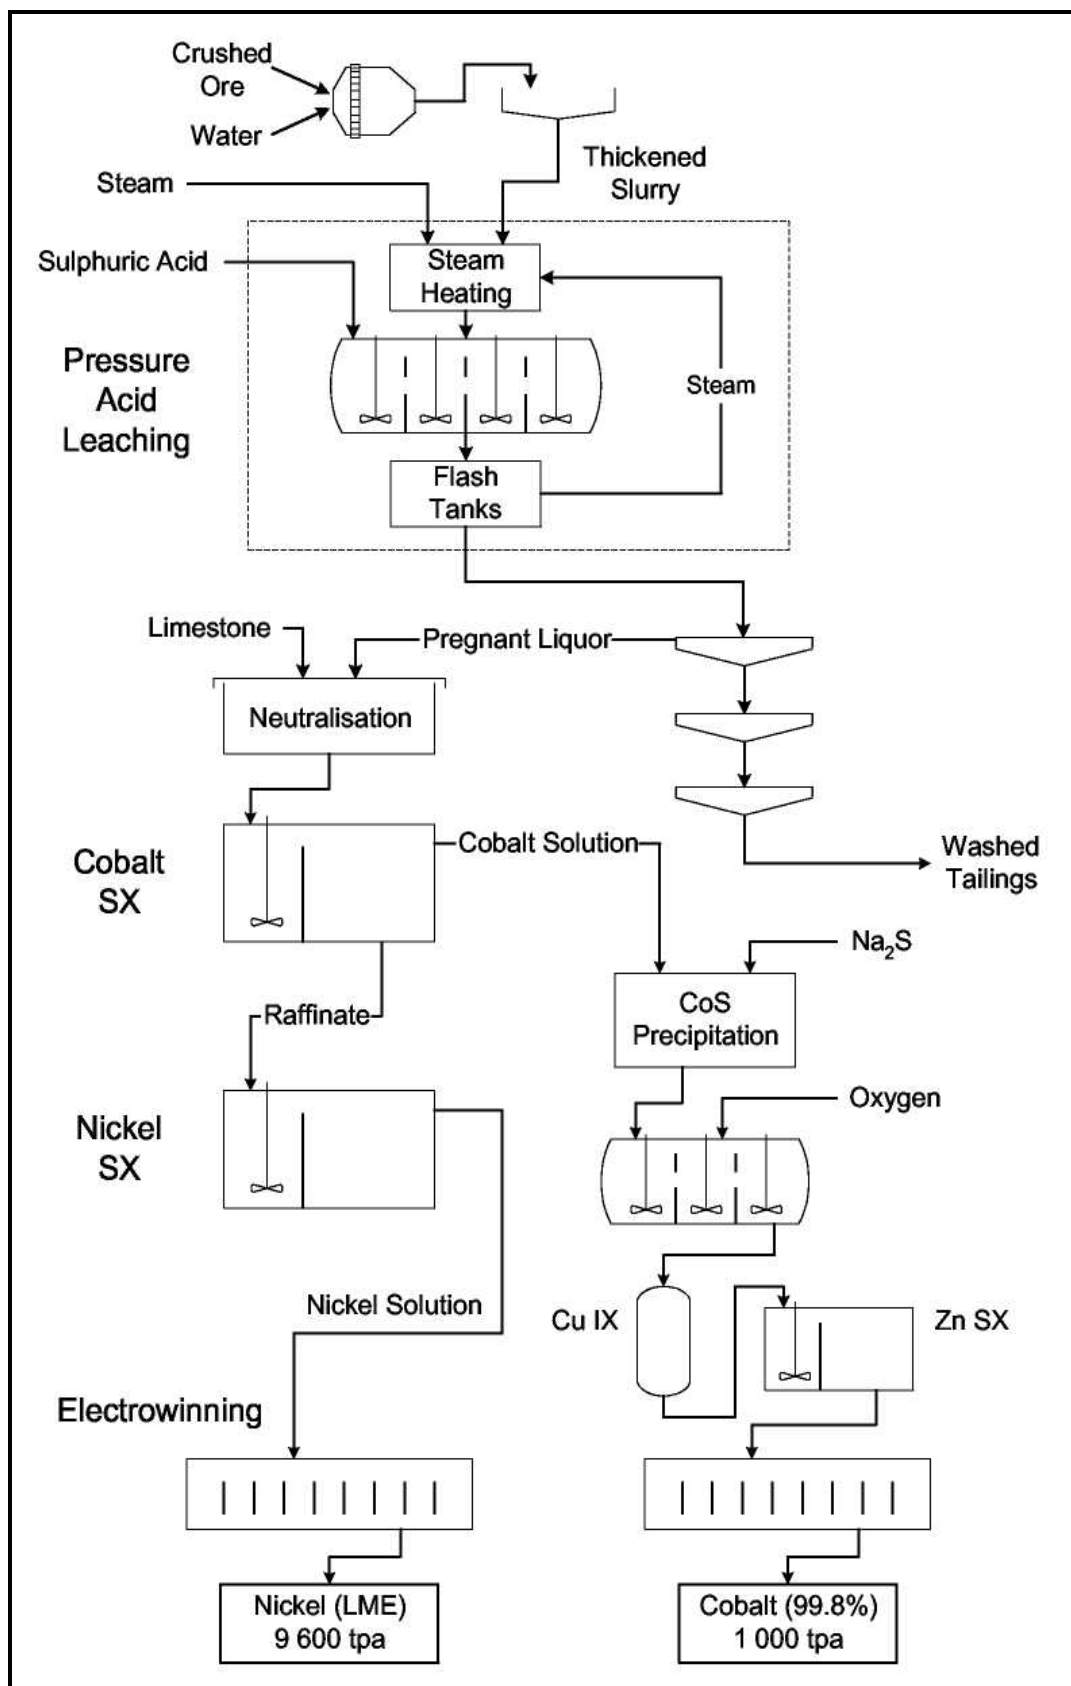 Crushed
Ore
Water
Thickened
Slurry
Steam
Sulphuric Acid
Steam
Heating
Pressure
Acid
Leaching
Steam
Flash
Tanks
Limestone
Pregnant Liquor
Neutralisation
Cobalt
SX
Cobalt Solution
Washed
Tailings
Na₂S
CoS
Precipitation
Raffinate
Oxygen
Nickel
SX
Nickel Solution
Cu IX
Zn SX
Electrowinning
Nickel (LME)
9 600 tpa
Cobalt (99.8%)
1 000 tpa